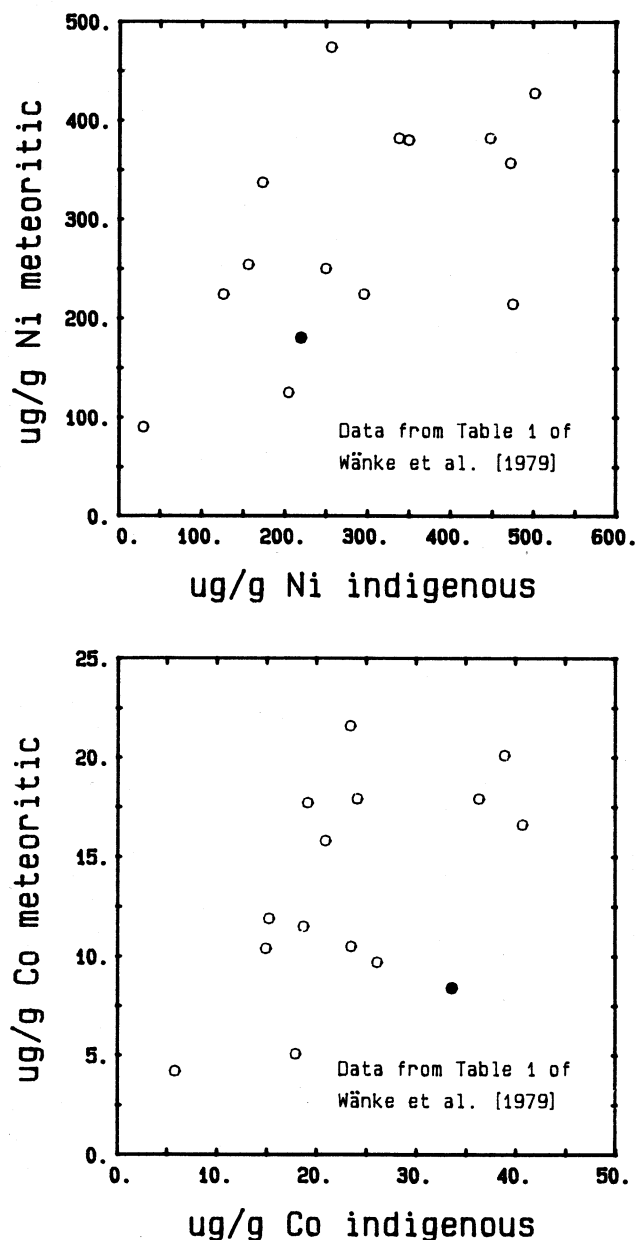 500.
400.
300.
200.
100.
0.
ug/g Ni meteoritic
Data from Table 1 of
Wänke et al. [1979]
0. 100. 200. 300. 400. 500. 600.
ug/g Ni indigenous
25.
20.
15.
10.
5.
0.
ug/g Co meteoritic
Data from Table 1 of
Wänke et al. [1979]
0. 10. 20. 30. 40. 50.
ug/g Co indigenous